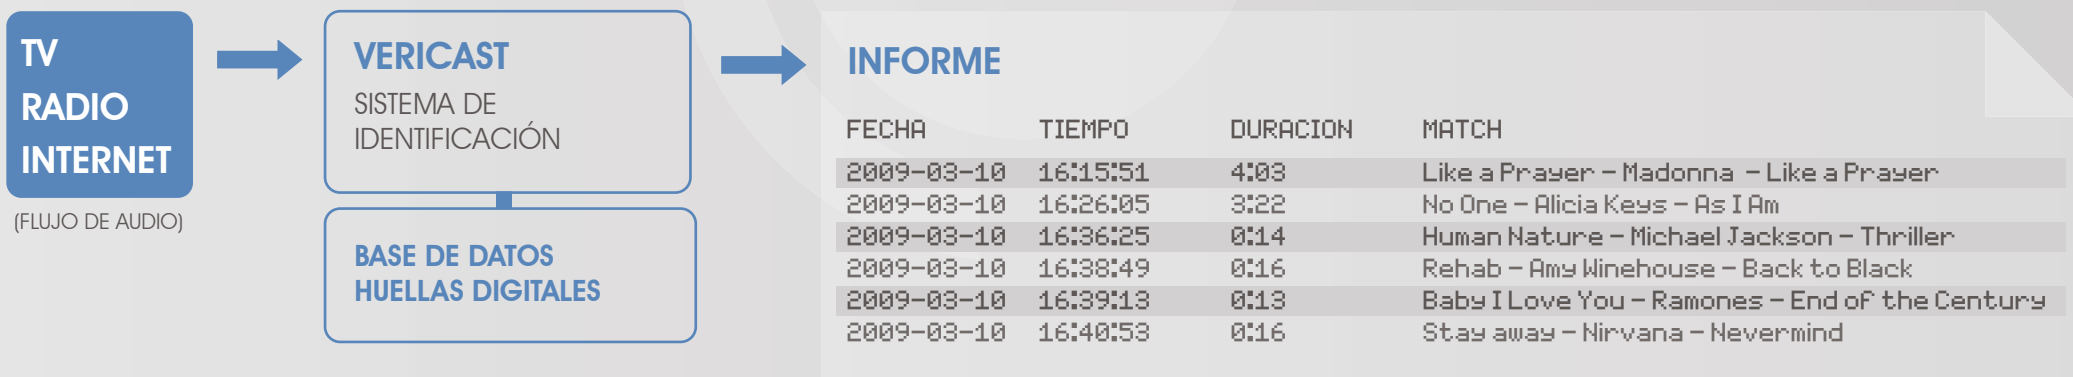 TV
RADIO
INTERNET
(FLUJO DE AUDIO)
VERICAST
SISTEMA DE
IDENTIFICACIÓN
BASE DE DATOS
HUELLAS DIGITALES
INFORME
FECHA TIEMPO DURACION MATCH
2009-03-10 16:15:51 4:03 Like a Prayer – Madonna – Like a Prayer
2009-03-10 16:26:05 3:22 No One – Alicia Keys – As I Am
2009-03-10 16:36:25 0:14 Human Nature – Michael Jackson – Thriller
2009-03-10 16:38:49 0:16 Rehab – Amy Winehouse – Back to Black
2009-03-10 16:39:13 0:13 Baby I Love You – Ramones – End of the Century
2009-03-10 16:40:53 0:16 Stay away – Nirvana – Nevermind